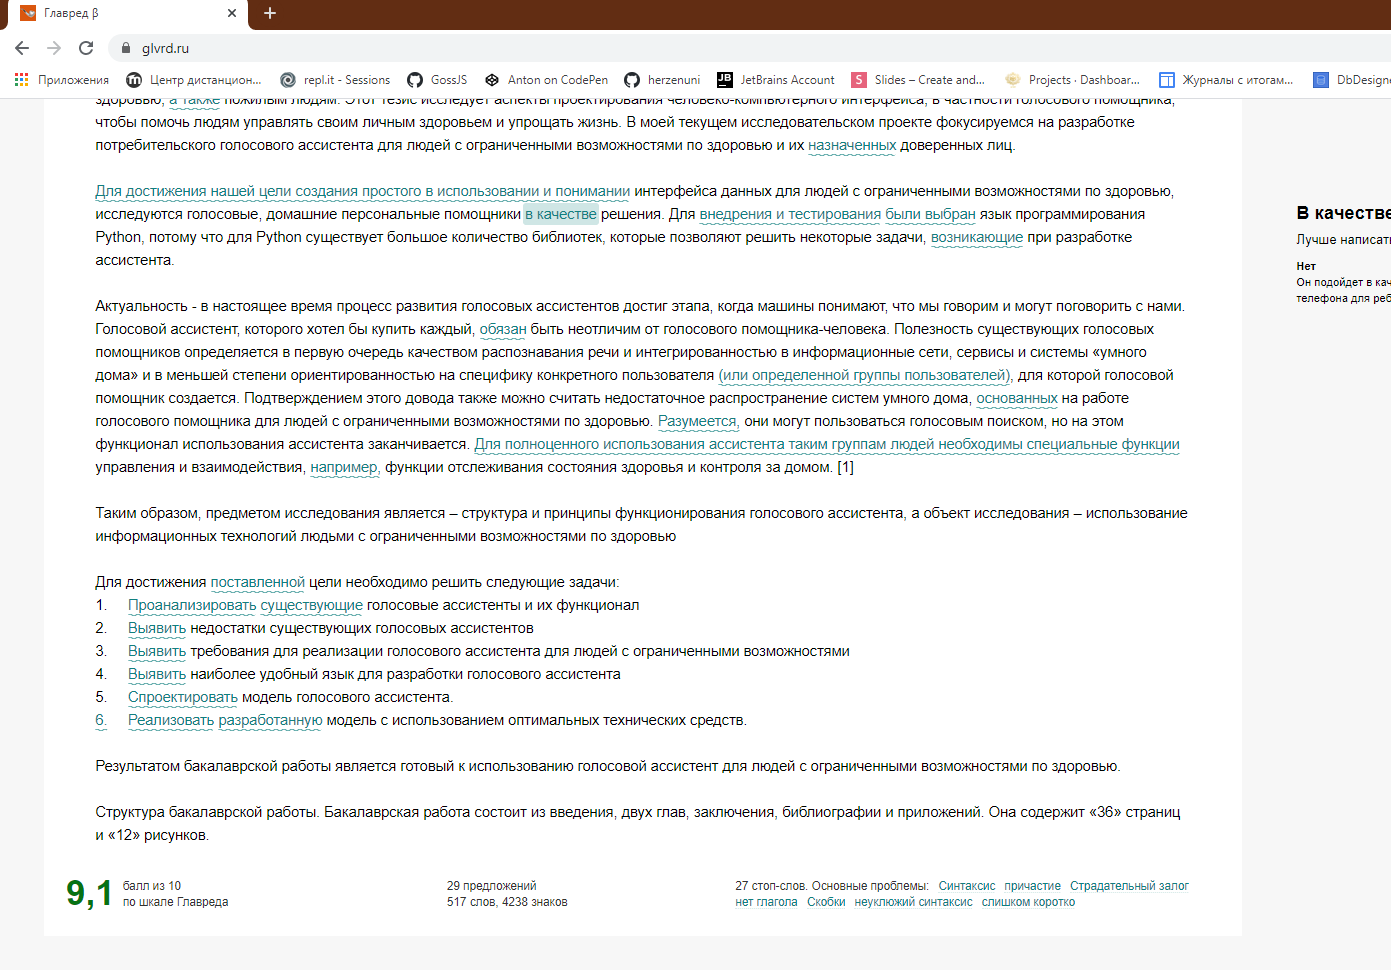 Главред β
glvrd.ru
Приложения Центр дистанцион... repl.it - Sessions GossJS Anton on CodePen herzenuni JetBrains Account Slides – Create and... Projects · Dashboar... Журналы с итогам... DbDesigne
здоровью, а также пожилым людям. Этот тезис исследует аспекты проектирования человеко-компьютерного интерфейса, в частности голосового помощника,
чтобы помочь людям управлять своим личным здоровьем и упрощать жизнь. В моей текущем исследовательском проекте фокусируемся на разработке
потребительского голосового ассистента для людей с ограниченными возможностями по здоровью и их назначенных доверенных лиц.
Для достижения нашей цели создания простого в использовании и понимании интерфейса данных для людей с ограниченными возможностями по здоровью,
исследуются голосовые, домашние персональные помощники в качестве решения. Для внедрения и тестирования были выбран язык программирования
Python, потому что для Python существует большое количество библиотек, которые позволяют решить некоторые задачи, возникающие при разработке
ассистента.
Актуальность - в настоящее время процесс развития голосовых ассистентов достиг этапа, когда машины понимают, что мы говорим и могут поговорить с нами.
Голосовой ассистент, которого хотел бы купить каждый, обязан быть неотличим от голосового помощника-человека. Полезность существующих голосовых
помощников определяется в первую очередь качеством распознавания речи и интегрированностью в информационные сети, сервисы и системы «умного
дома» и в меньшей степени ориентированностью на специфику конкретного пользователя (или определенной группы пользователей), для которой голосовой
помощник создается. Подтверждением этого довода также можно считать недостаточное распространение систем умного дома, основанных на работе
голосового помощника для людей с ограниченными возможностями по здоровью. Разумеется, они могут пользоваться голосовым поиском, но на этом
функционал использования ассистента заканчивается. Для полноценного использования ассистента таким группам людей необходимы специальные функции
управления и взаимодействия, например, функции отслеживания состояния здоровья и контроля за домом. [1]
Таким образом, предметом исследования является – структура и принципы функционирования голосового ассистента, а объект исследования – использование
информационных технологий людьми с ограниченными возможностями по здоровью
Для достижения поставленной цели необходимо решить следующие задачи:
1. Проанализировать существующие голосовые ассистенты и их функционал
2. Выявить недостатки существующих голосовых ассистентов
3. Выявить требования для реализации голосового ассистента для людей с ограниченными возможностями
4. Выявить наиболее удобный язык для разработки голосового ассистента
5. Спроектировать модель голосового ассистента.
6. Реализовать разработанную модель с использованием оптимальных технических средств.
Результатом бакалаврской работы является готовый к использованию голосовой ассистент для людей с ограниченными возможностями по здоровью.
Структура бакалаврской работы. Бакалаврская работа состоит из введения, двух глав, заключения, библиографии и приложений. Она содержит «36» страниц
и «12» рисунков.
9,1 балл из 10
по шкале Главреда
29 предложений
517 слов, 4238 знаков
27 стоп-слов. Основные проблемы: Синтаксис причастие Страдательный залог
нет глагола Скобки неуклюжий синтаксис слишком коротко
В качестве
Лучше написат
Нет
Он подойдет в кач
телефона для реб